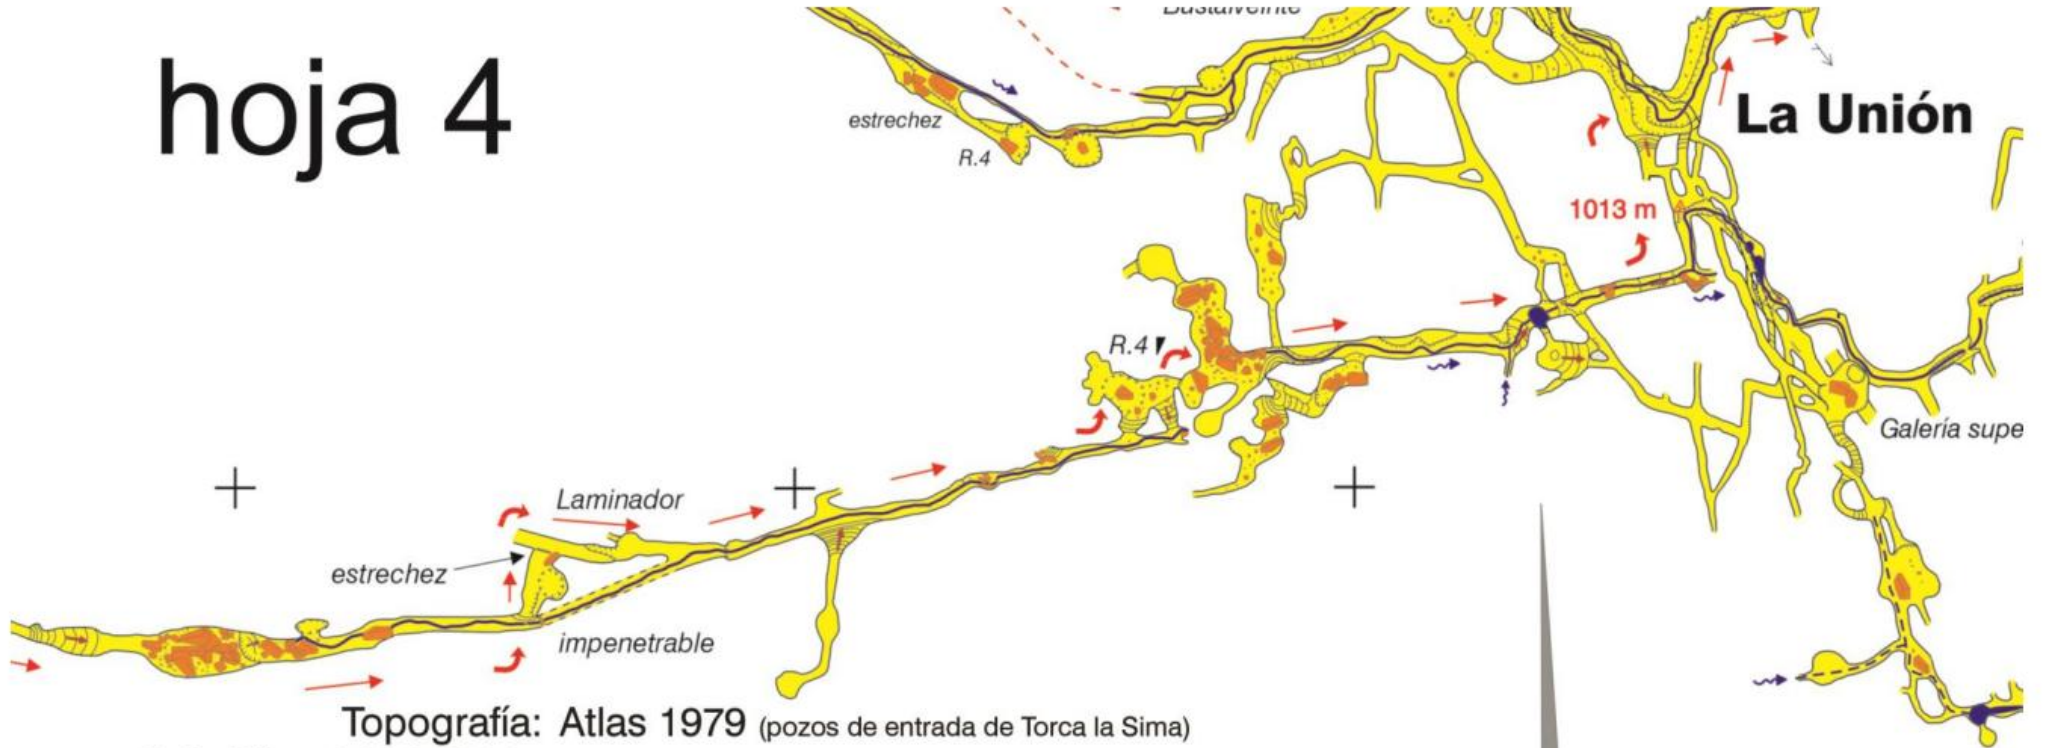 Bustalveinte
hoja 4
La Unión
estrechez
R.4
1013 m
R.4
Galería supe
Laminador
estrechez
impenetrable
Topografía: Atlas 1979 (pozos de entrada de Torca la Sima)